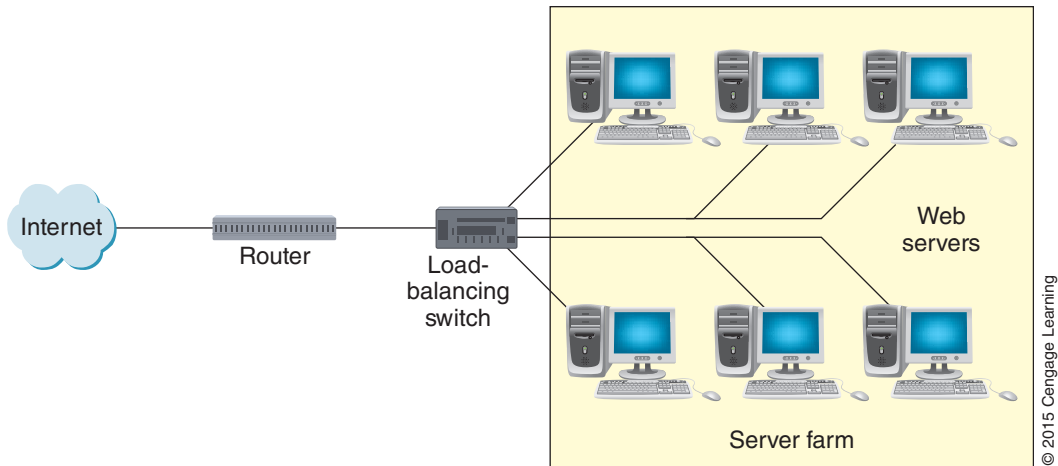 Internet
Router
Load-
balancing
switch
Web
servers
Server farm
© 2015 Cengage Learning